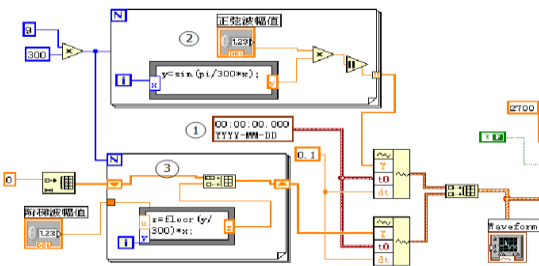 N
正弦波幅值
②
1.23
DBL
y=sin(pi/300*x);
i
x
y
300
①
00:00:00.000
YYYY-MM-DD
2700
0.1
Y
t0
dt
N
③
0
阶梯波幅值
1.23
DBL
z=floor(y/
300)*x;
x
y
z
i
Y
t0
dt
Waveform